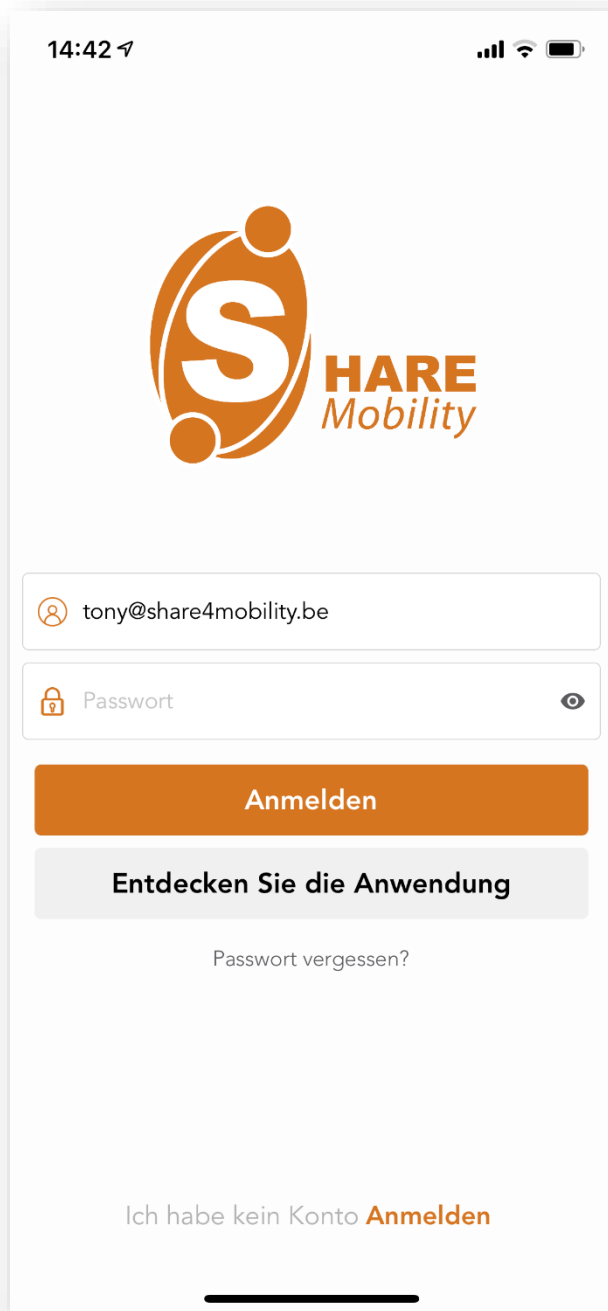 14:42
SHARE
Mobility
tony@share4mobility.be
Passwort
Anmelden
Entdecken Sie die Anwendung
Passwort vergessen?
Ich habe kein Konto Anmelden